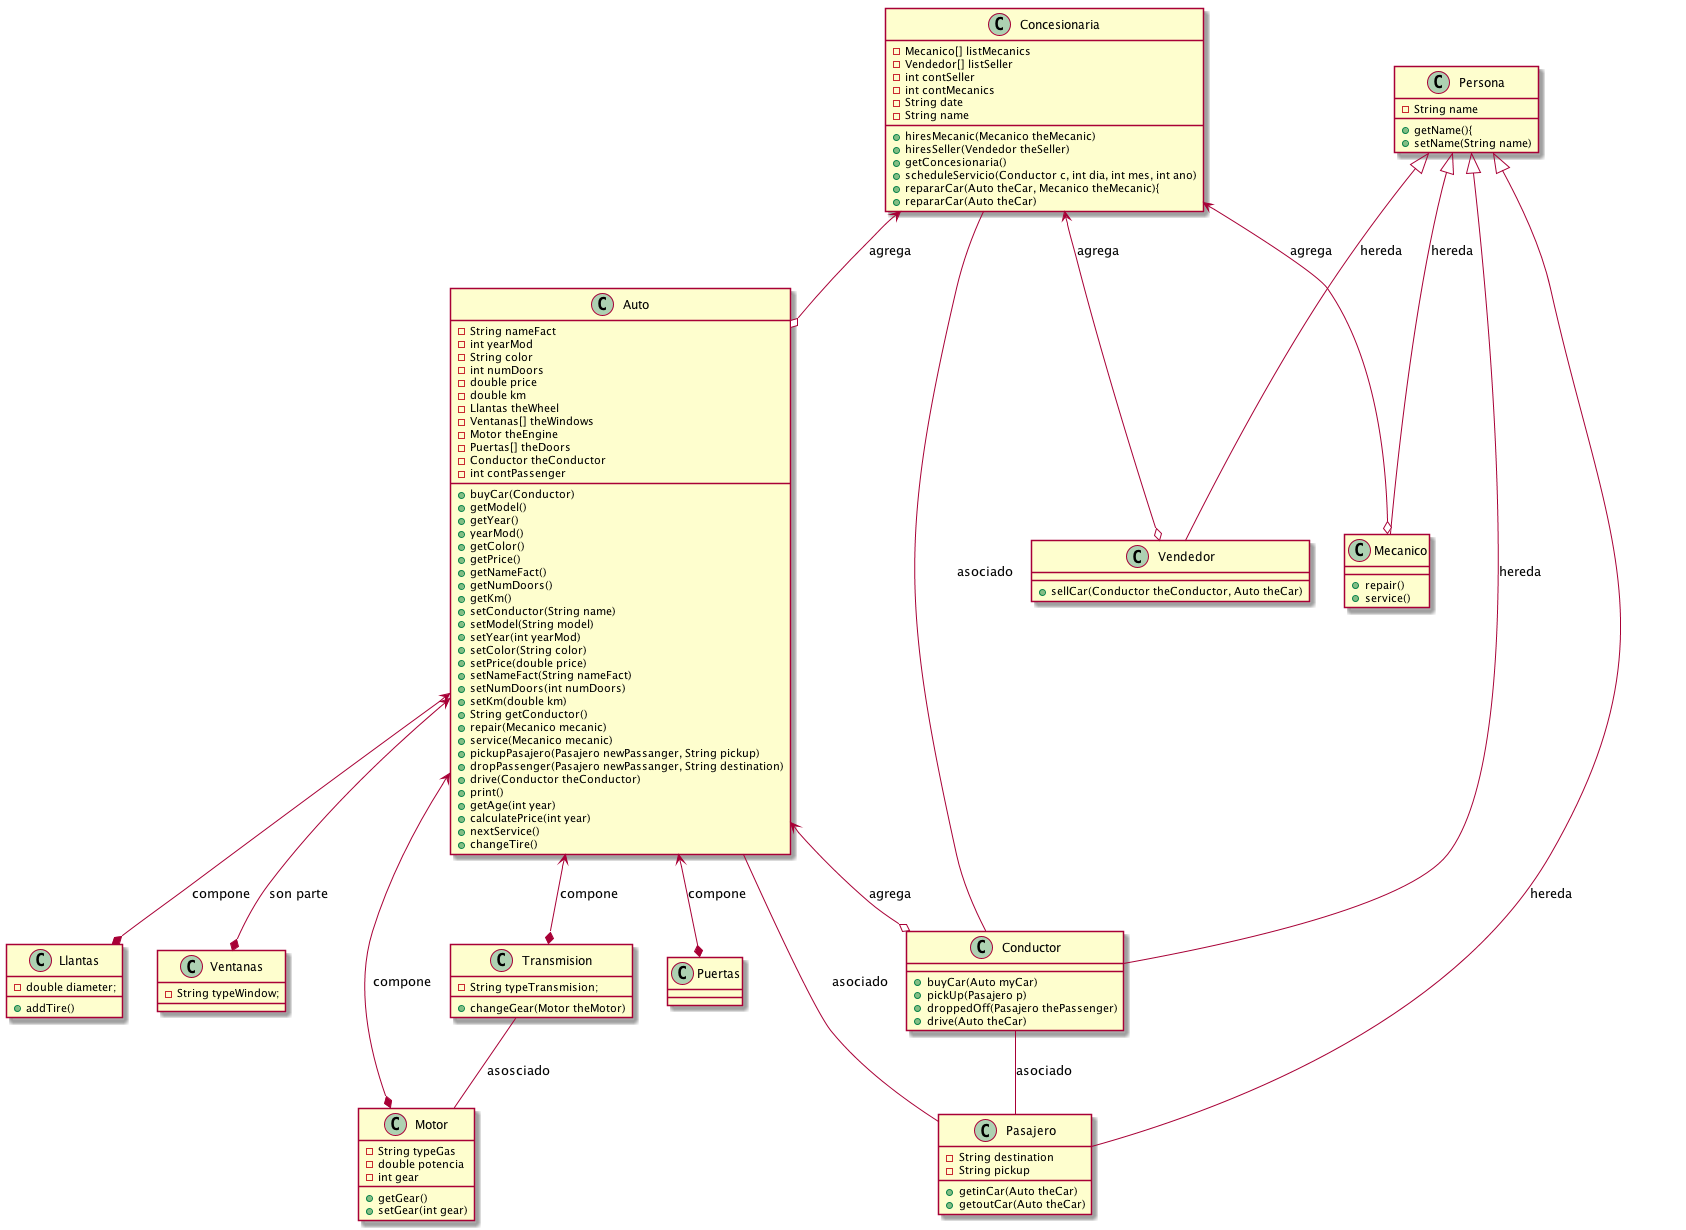 C Concesionaria
Mecanico[] listMecanics
Vendedor[] listSeller
int contSeller
int contMecanics
String date
String name
hiresMecanic(Mecanico theMecanic)
hiresSeller(Vendedor theSeller)
getConcesionaria()
scheduleServicio(Conductor c, int dia, int mes, int ano)
repararCar(Auto theCar, Mecanico theMecanic){
repararCar(Auto theCar)
C Persona
String name
getName(){
setName(String name)
agrega
agrega
agrega
hereda
hereda
C Auto
String nameFact
int yearMod
String color
int numDoors
double price
double km
Llantas theWheel
Ventanas[] theWindows
Motor theEngine
Puertas[] theDoors
Conductor theConductor
int contPassenger
buyCar(Conductor)
getModel()
getYear()
yearMod()
getColor()
getPrice()
getNameFact()
getNumDoors()
getKm()
setConductor(String name)
setModel(String model)
setYear(int yearMod)
setColor(String color)
setPrice(double price)
setNameFact(String nameFact)
setNumDoors(int numDoors)
setKm(double km)
String getConductor()
repair(Mecanico mecanic)
service(Mecanico mecanic)
pickupPasajero(Pasajero newPassanger, String pickup)
dropPassenger(Pasajero newPassanger, String destination)
drive(Conductor theConductor)
print()
getAge(int year)
calculatePrice(int year)
nextService()
changeTire()
asociado
C Vendedor
sellCar(Conductor theConductor, Auto theCar)
C Mecanico
repair()
service()
hereda
compone
son parte
compone
compone
agrega
hereda
C Llantas
double diameter;
addTire()
C Ventanas
String typeWindow;
compone
C Transmision
String typeTransmision;
changeGear(Motor theMotor)
C Puertas
asociado
C Conductor
buyCar(Auto myCar)
pickUp(Pasajero p)
droppedOff(Pasajero thePassenger)
drive(Auto theCar)
asosciado
asociado
C Motor
String typeGas
double potencia
int gear
getGear()
setGear(int gear)
C Pasajero
String destination
String pickup
getinCar(Auto theCar)
getoutCar(Auto theCar)